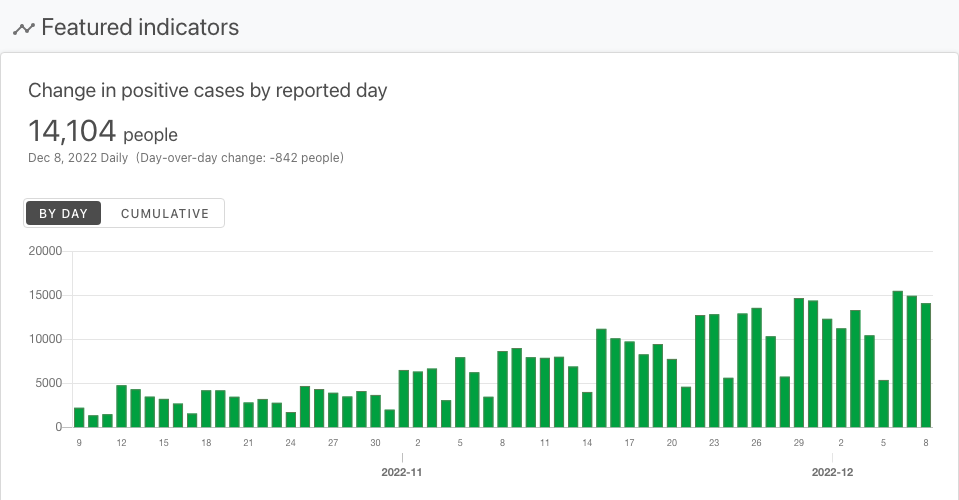 Featured indicators
Change in positive cases by reported day
14,104 people
Dec 8, 2022 Daily (Day-over-day change: -842 people)
BY DAY CUMULATIVE
20000
15000
10000
5000
0
9 12 15 18 21 24 27 30 2 5 8 11 14 17 20 23 26 29 2 5 8
2022-11 2022-12